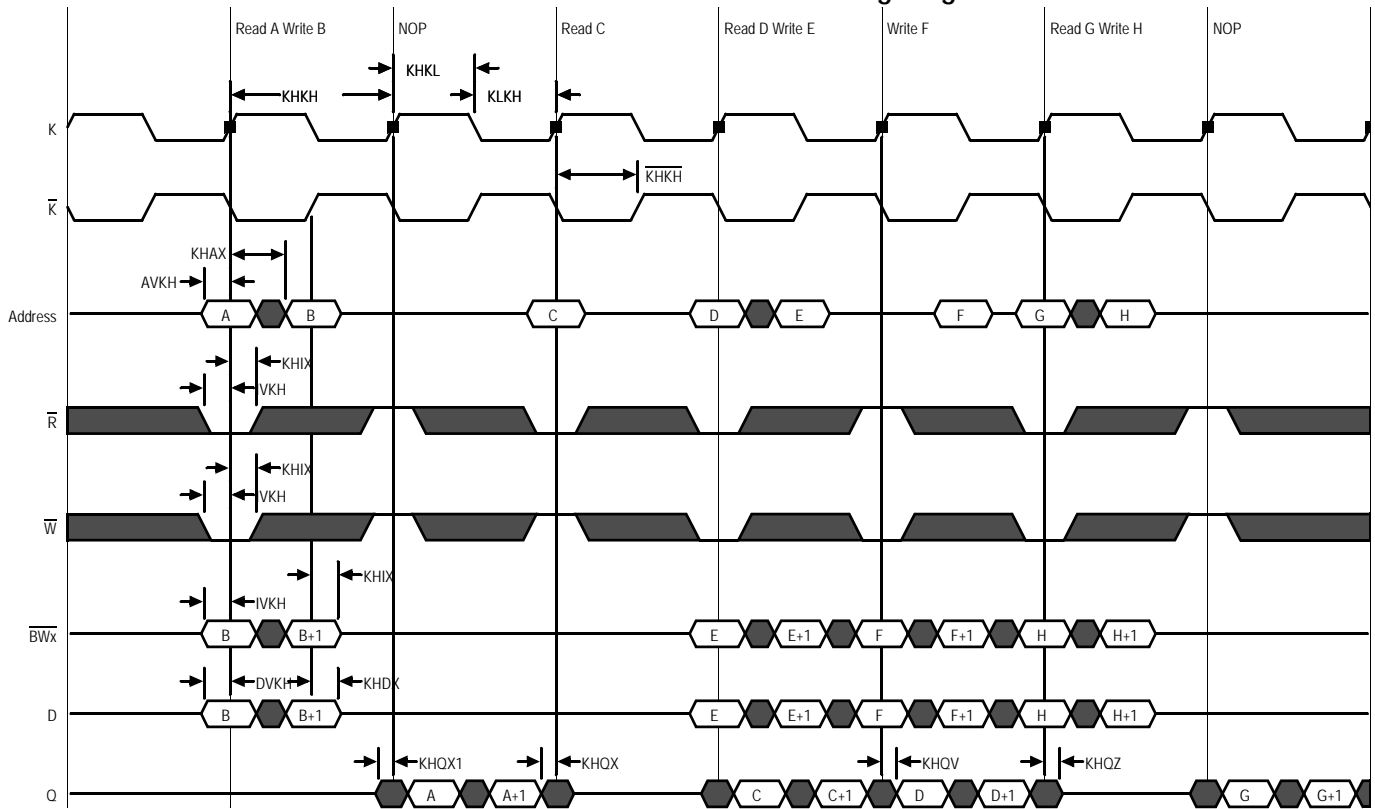 Read A Write B NOP Read C Read D Write E Write F Read G Write H NOP
KHKL
KHKH KLKH
K
KHKH
K
KHAX
AVKH
Address A B C D E F G H
KHIX
IVKH
R
KHIX
IVKH
W
KHIX
IVKH
BWx B B+1 E E+1 F F+1 H H+1
DVKH KHDX
D B B+1 E E+1 F F+1 H H+1
KHQX1 KHQX KHQV KHQZ
Q A A+1 C C+1 D D+1 G G+1